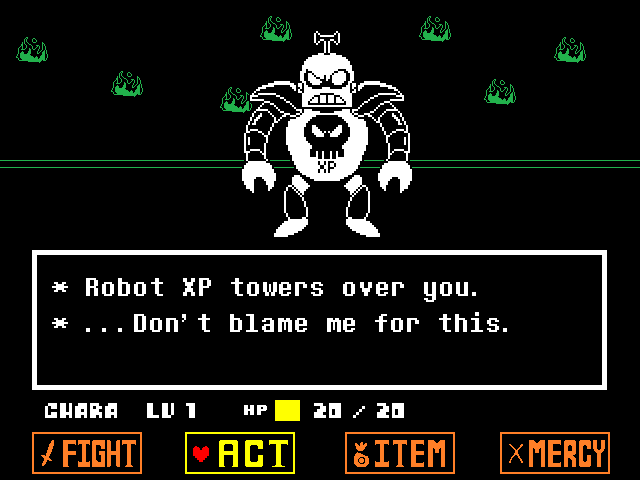 XP
* Robot XP towers over you.
* ...Don't blame me for this.
CHARA LV 1 HP 20 / 20
FIGHT ACT ITEM MERCY